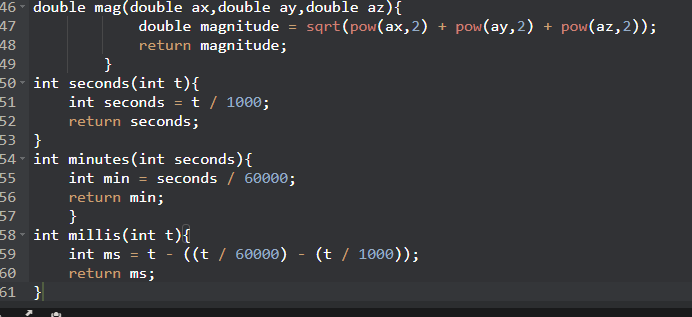 46 double mag(double ax,double ay,double az){
47 double magnitude = sqrt(pow(ax,2) + pow(ay,2) + pow(az,2));
48 return magnitude;
49 }
50 int seconds(int t){
51 int seconds = t / 1000;
52 return seconds;
53 }
54 int minutes(int seconds){
55 int min = seconds / 60000;
56 return min;
57 }
58 int millis(int t){
59 int ms = t - ((t / 60000) - (t / 1000));
60 return ms;
61 }